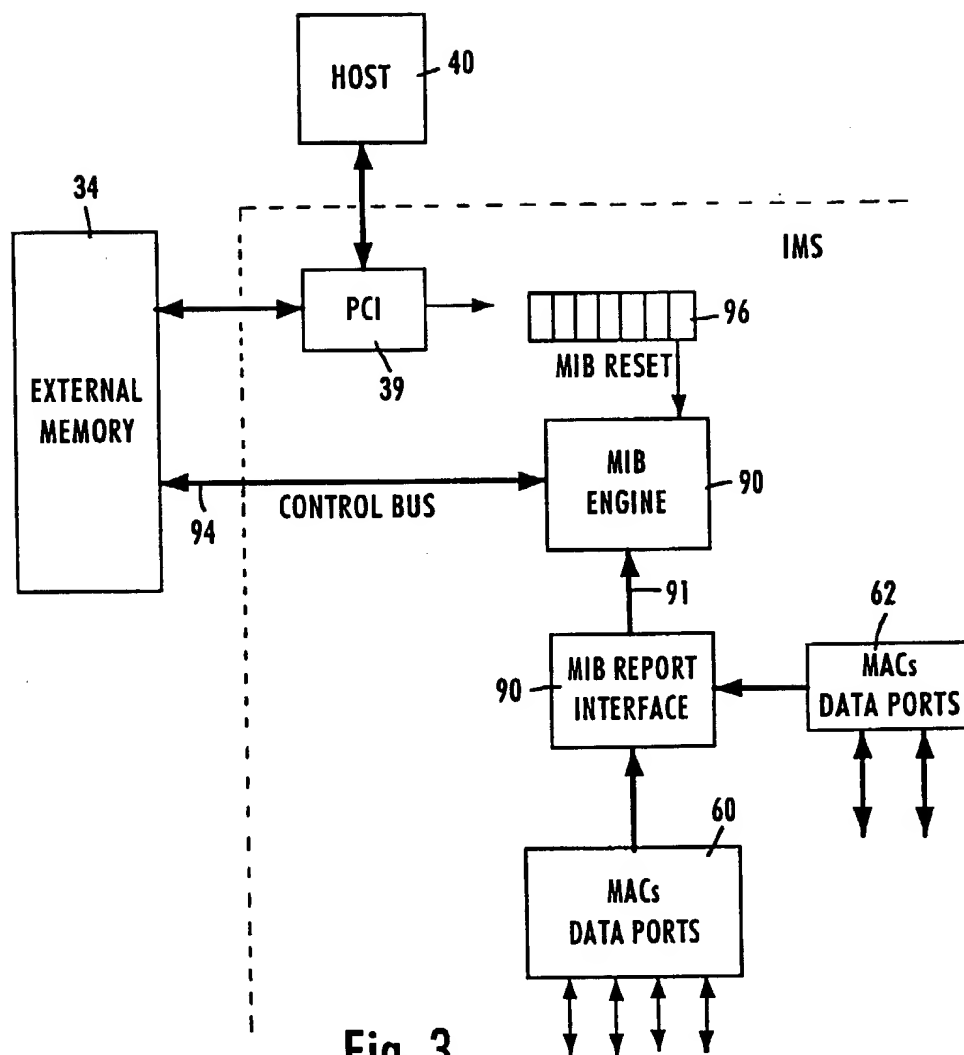 HOST
40
34
IMS
PCI
39
96
MIB RESET
EXTERNAL
MEMORY
MIB
ENGINE
90
CONTROL BUS
94
91
62
MACs
DATA PORTS
90
MIB REPORT
INTERFACE
60
MACs
DATA PORTS
Fig. 3